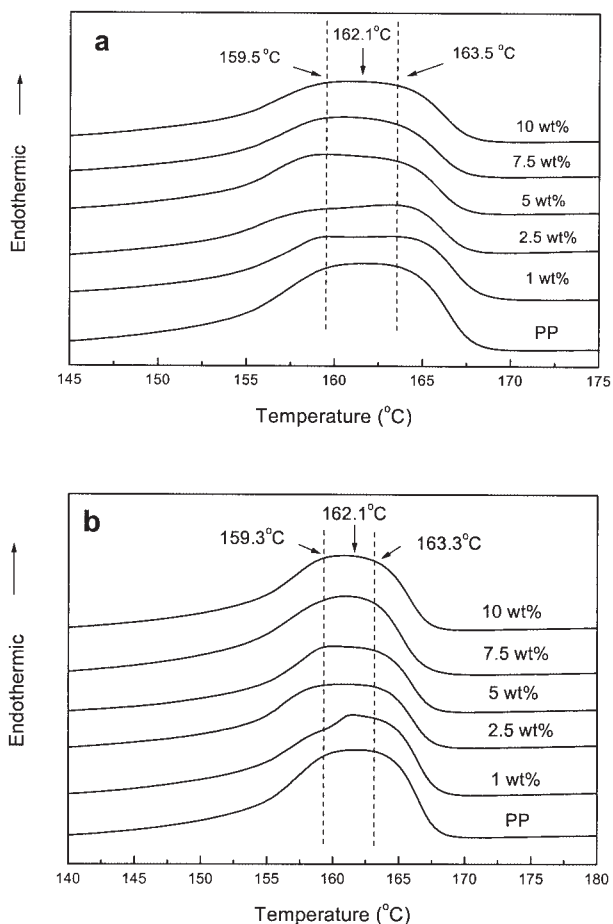 a
162.1°C
159.5°C
163.5°C
Endothermic
10 wt%
7.5 wt%
5 wt%
2.5 wt%
1 wt%
PP
145 150 155 160 165 170 175
Temperature (°C)
b
162.1°C
159.3°C
163.3°C
Endothermic
10 wt%
7.5 wt%
5 wt%
2.5 wt%
1 wt%
PP
140 145 150 155 160 165 170 175 180
Temperature (°C)